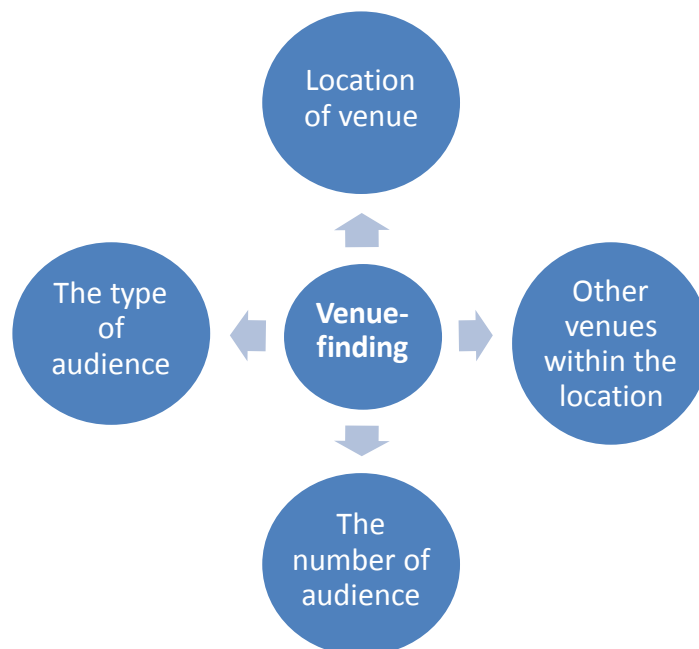 Location
of venue
The type
of
audience
Venue-
finding
Other
venues
within the
location
The
number of
audience